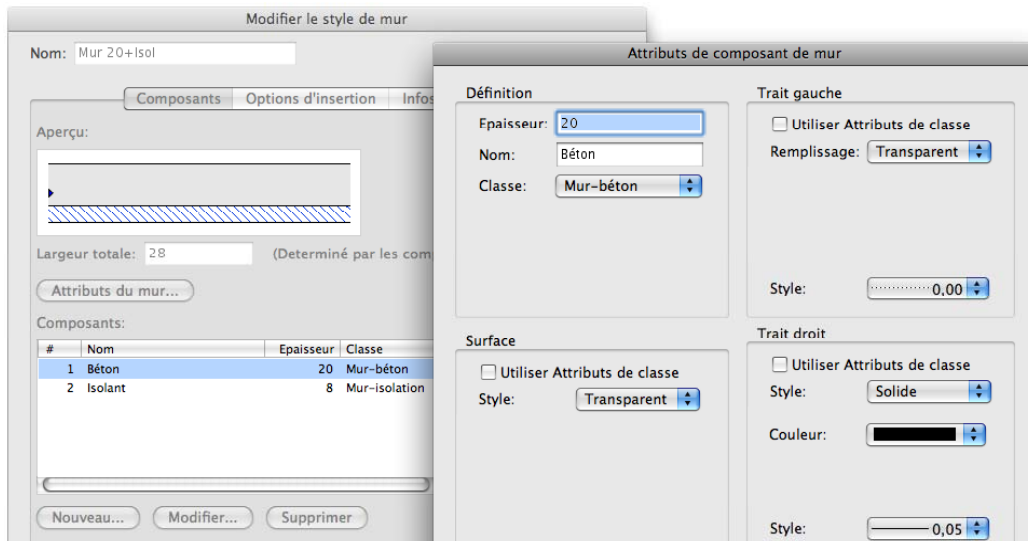 Modifier le style de mur
Nom: Mur 20+Isol
Composants Options d'insertion Infos
Aperçu:
Largeur totale: 28 (Determiné par les com
Attributs du mur...
Composants:
# Nom Epaisseur Classe
1 Béton 20 Mur-béton
2 Isolant 8 Mur-isolation
Nouveau... Modifier... Supprimer
Attributs de composant de mur
Définition
Epaisseur: 20
Nom: Béton
Classe: Mur-béton
Trait gauche
Utiliser Attributs de classe
Remplissage: Transparent
Style: 0,00
Surface
Utiliser Attributs de classe
Style: Transparent
Trait droit
Utiliser Attributs de classe
Style: Solide
Couleur:
Style: 0,05